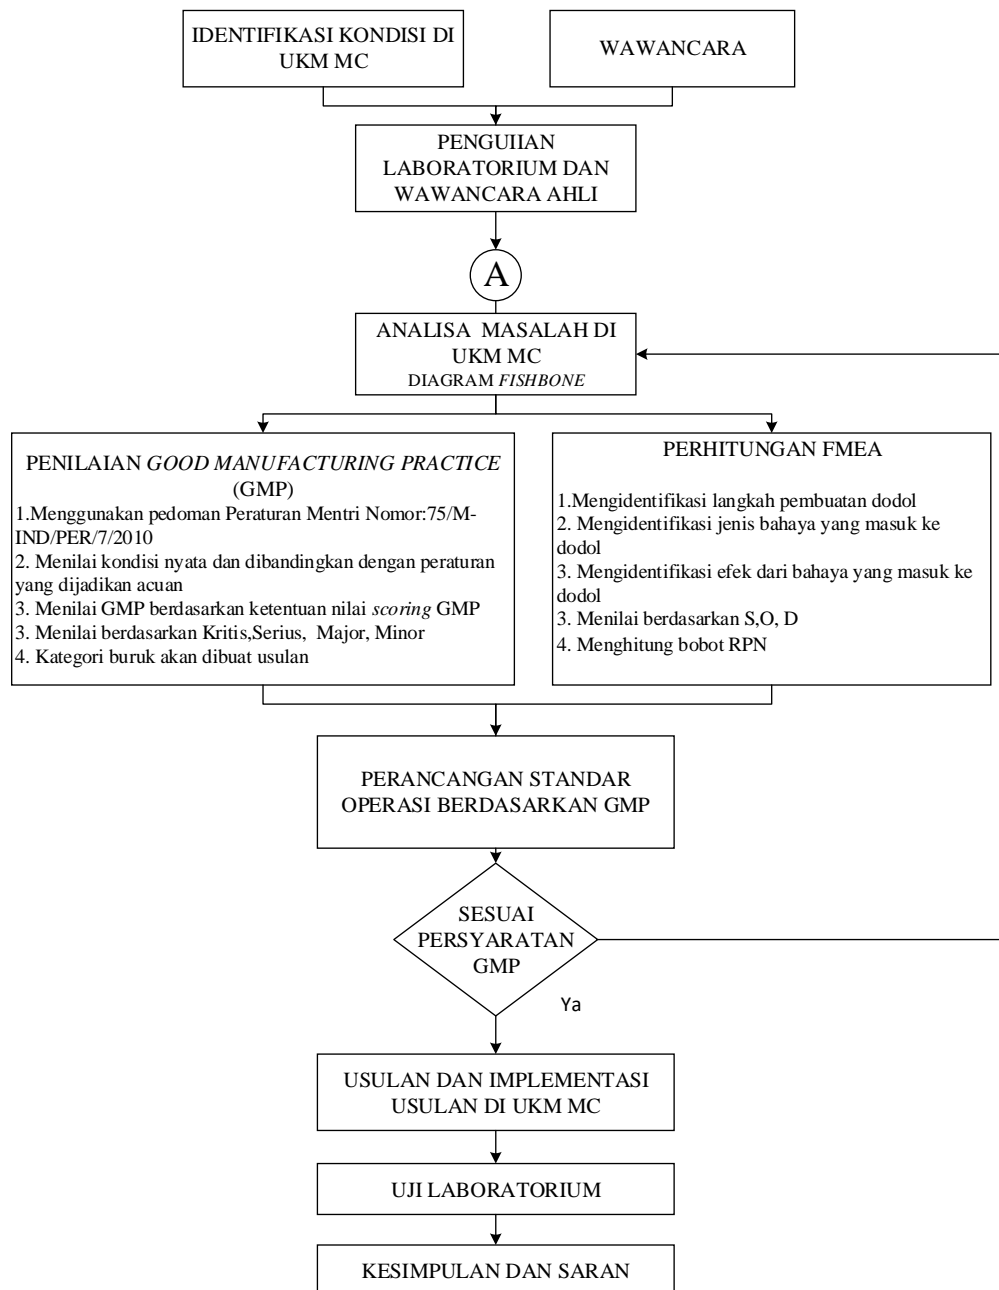 IDENTIFIKASI KONDISI DI
UKM MC
WAWANCARA
PENGUIIAN
LABORATORIUM DAN
WAWANCARA AHLI
A
ANALISA MASALAH DI
UKM MC
DIAGRAM FISHBONE
PENILAIAN GOOD MANUFACTURING PRACTICE
(GMP)
1.Menggunakan pedoman Peraturan Mentri Nomor:75/M-
IND/PER/7/2010
2. Menilai kondisi nyata dan dibandingkan dengan peraturan
yang dijadikan acuan
3. Menilai GMP berdasarkan ketentuan nilai scoring GMP
3. Menilai berdasarkan Kritis,Serius, Major, Minor
4. Kategori buruk akan dibuat usulan
PERHITUNGAN FMEA
1.Mengidentifikasi langkah pembuatan dodol
2. Mengidentifikasi jenis bahaya yang masuk ke
dodol
3. Mengidentifikasi efek dari bahaya yang masuk ke
dodol
3. Menilai berdasarkan S,O, D
4. Menghitung bobot RPN
PERANCANGAN STANDAR
OPERASI BERDASARKAN GMP
SESUAI
PERSYARATAN
GMP
Ya
USULAN DAN IMPLEMENTASI
USULAN DI UKM MC
UJI LABORATORIUM
KESIMPULAN DAN SARAN